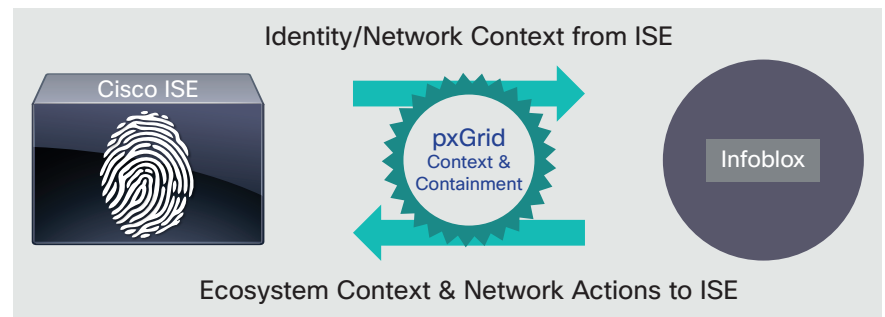 Identity/Network Context from ISE
Cisco ISE
pxGrid
Context &
Containment
Infoblox
Ecosystem Context & Network Actions to ISE